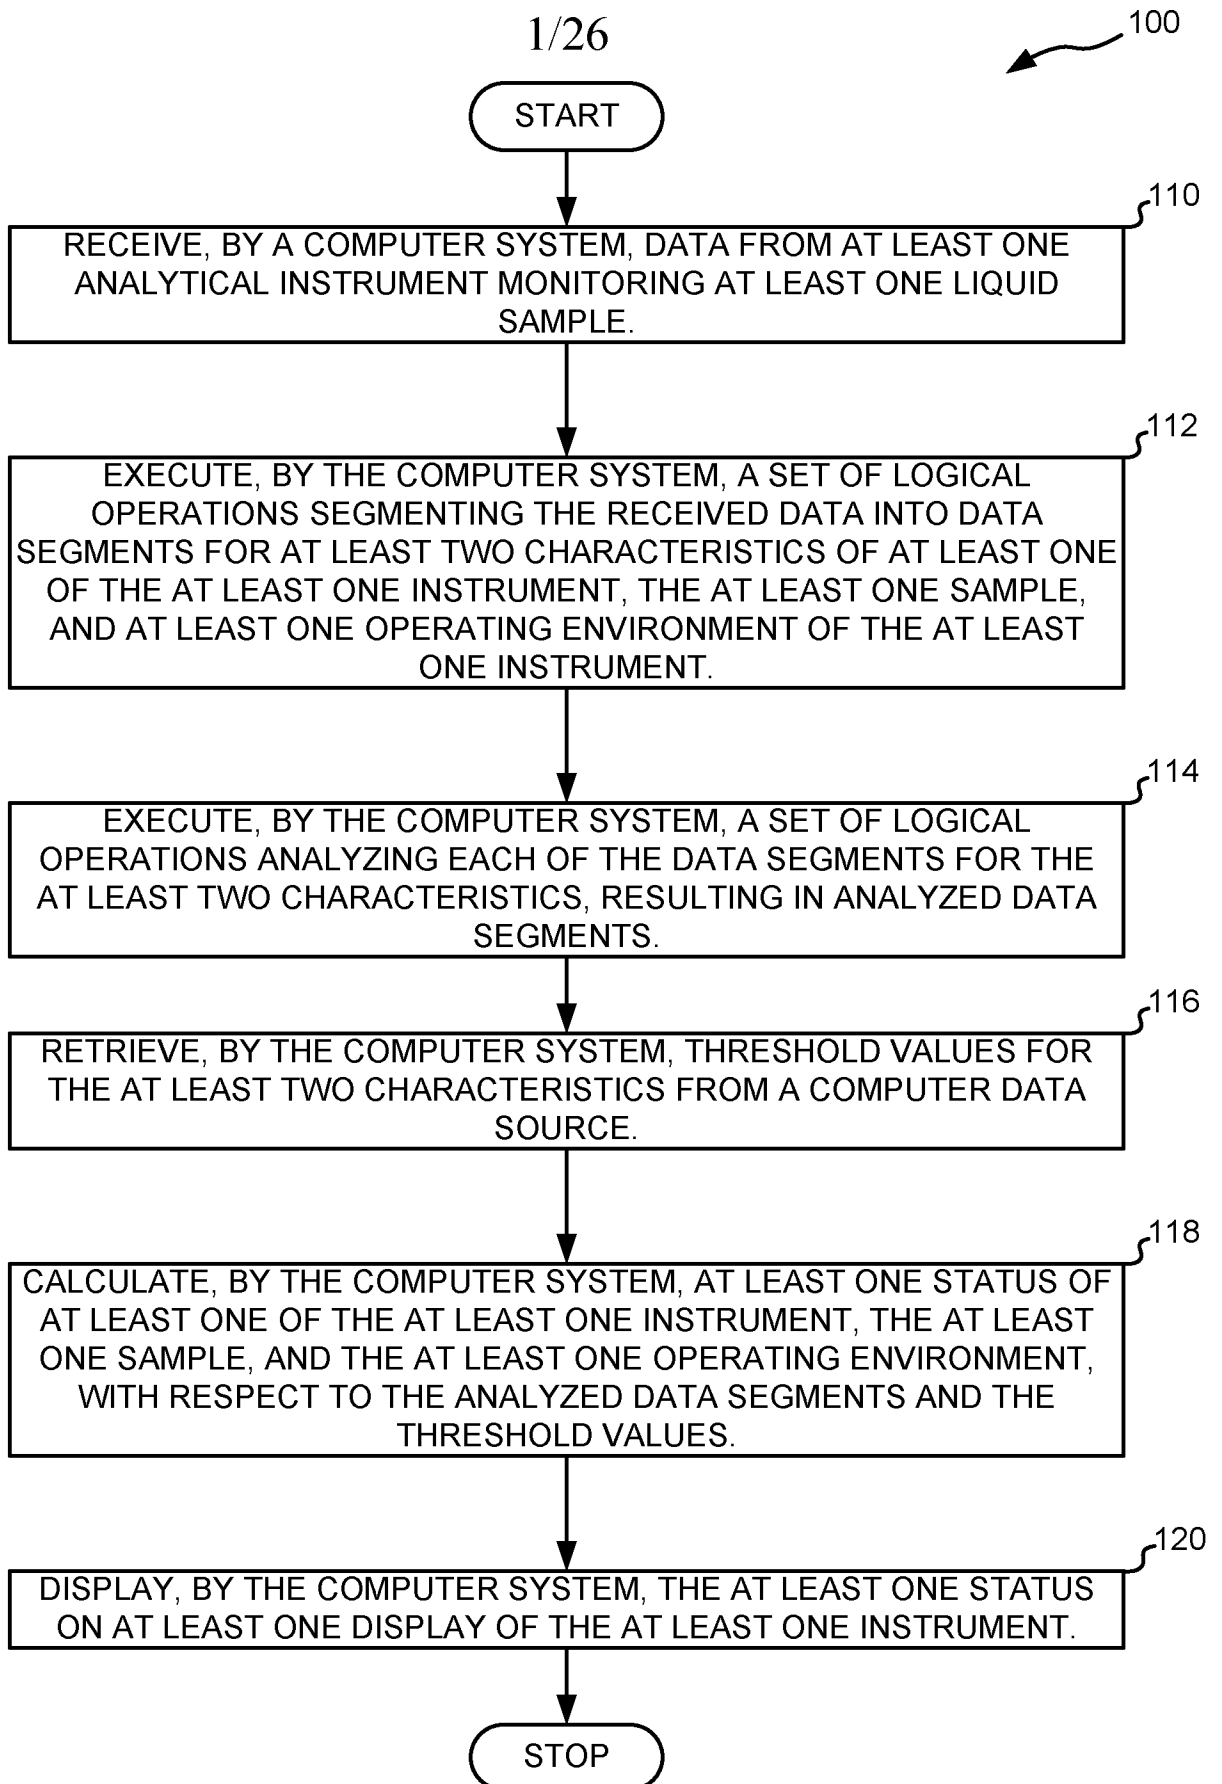 1/26
100
START
110
RECEIVE, BY A COMPUTER SYSTEM, DATA FROM AT LEAST ONE
ANALYTICAL INSTRUMENT MONITORING AT LEAST ONE LIQUID
SAMPLE.
112
EXECUTE, BY THE COMPUTER SYSTEM, A SET OF LOGICAL
OPERATIONS SEGMENTING THE RECEIVED DATA INTO DATA
SEGMENTS FOR AT LEAST TWO CHARACTERISTICS OF AT LEAST ONE
OF THE AT LEAST ONE INSTRUMENT, THE AT LEAST ONE SAMPLE,
AND AT LEAST ONE OPERATING ENVIRONMENT OF THE AT LEAST
ONE INSTRUMENT.
114
EXECUTE, BY THE COMPUTER SYSTEM, A SET OF LOGICAL
OPERATIONS ANALYZING EACH OF THE DATA SEGMENTS FOR THE
AT LEAST TWO CHARACTERISTICS, RESULTING IN ANALYZED DATA
SEGMENTS.
116
RETRIEVE, BY THE COMPUTER SYSTEM, THRESHOLD VALUES FOR
THE AT LEAST TWO CHARACTERISTICS FROM A COMPUTER DATA
SOURCE.
118
CALCULATE, BY THE COMPUTER SYSTEM, AT LEAST ONE STATUS OF
AT LEAST ONE OF THE AT LEAST ONE INSTRUMENT, THE AT LEAST
ONE SAMPLE, AND THE AT LEAST ONE OPERATING ENVIRONMENT,
WITH RESPECT TO THE ANALYZED DATA SEGMENTS AND THE
THRESHOLD VALUES.
120
DISPLAY, BY THE COMPUTER SYSTEM, THE AT LEAST ONE STATUS
ON AT LEAST ONE DISPLAY OF THE AT LEAST ONE INSTRUMENT.
STOP